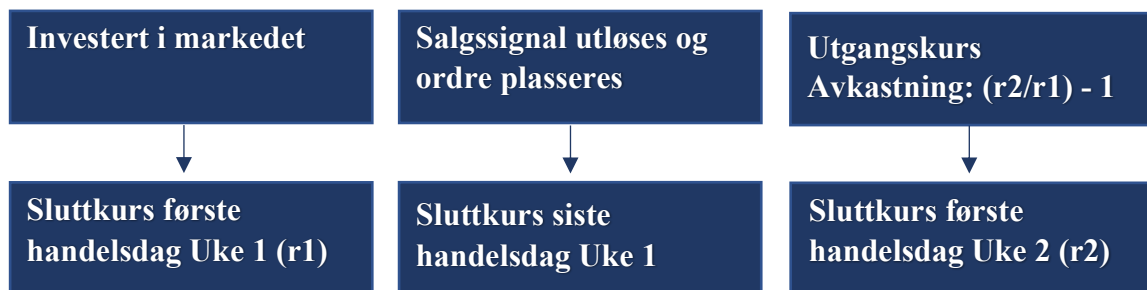 Investert i markedet
Salgssignal utløses og
ordre plasseres
Utgangskurs
Avkastning: (r2/r1) - 1
Sluttkurs første
handelsdag Uke 1 (r1)
Sluttkurs siste
handelsdag Uke 1
Sluttkurs første
handelsdag Uke 2 (r2)